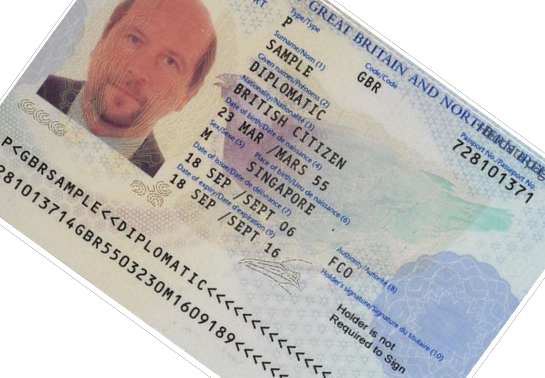 GREAT BRITAIN AND NORTHERN
Type/Type
P
Code/Code
GBR
Passport No./Passeport No.
728101371
Surname/Nom (1)
SAMPLE
Given names/Prénoms (2)
DIPLOMATIC
Nationality/Nationalité (3)
BRITISH CITIZEN
Date of birth/Date de naissance (4)
23 MAR /MARS 55
Sex/Sexe (5)
Place of birth/Lieu de naissance (6)
M
SINGAPORE
Date of issue/Date de délivrance (7)
18 SEP /SEPT 06
Authority/Autorité (8)
FCO
Date of expiry/Date d'expiration (9)
18 SEP /SEPT 16
Holder's signature/Signature du titulaire (10)
Holder is not
Required to Sign
P<GBRSAMPLE<<DIPLOMATIC<<<<<<<<<<<
281013714GBR5503230M1609189<<<<<<